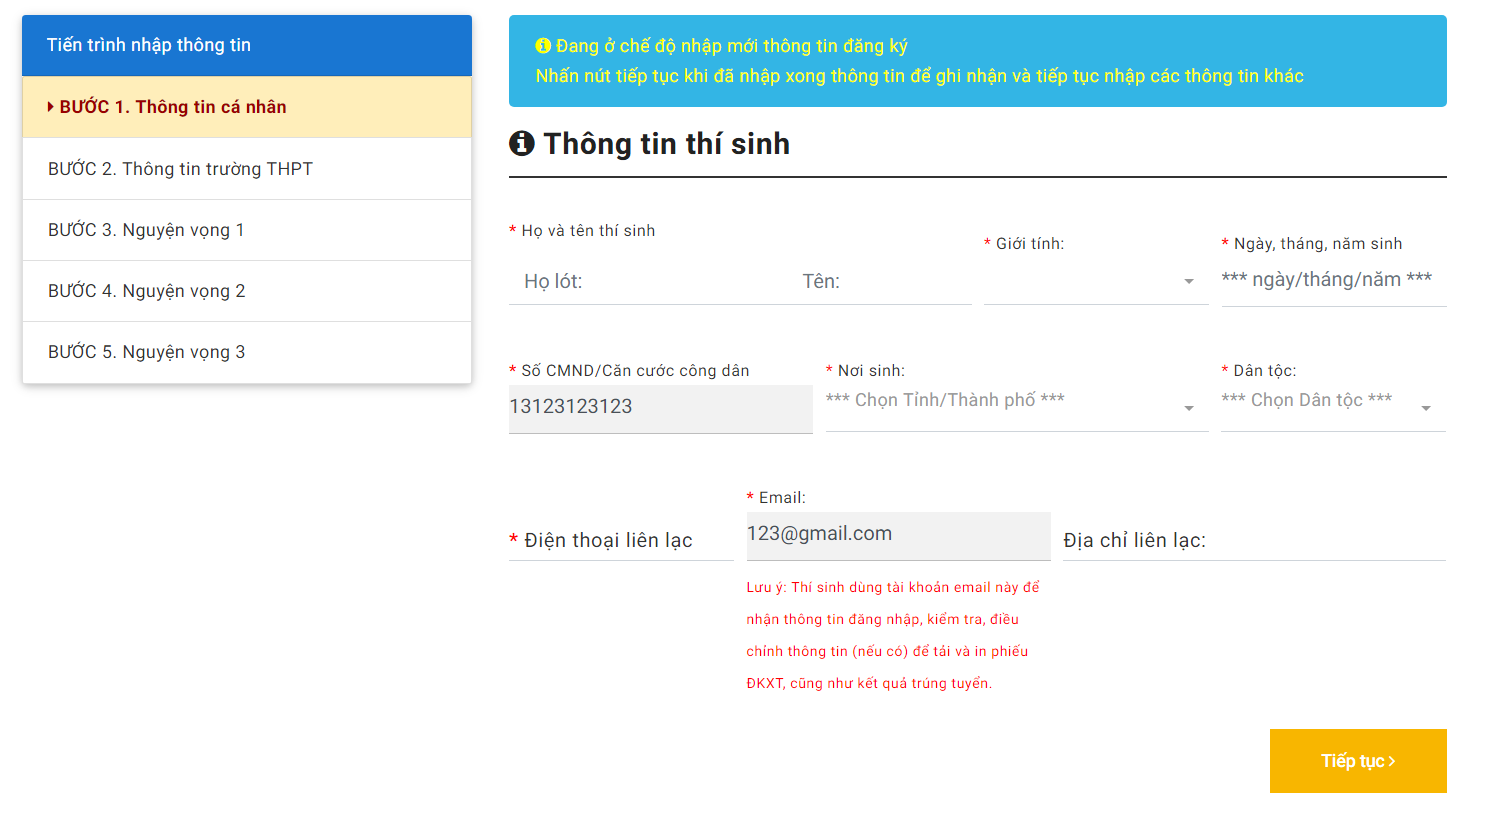 Tiến trình nhập thông tin
BƯỚC 1. Thông tin cá nhân
BƯỚC 2. Thông tin trường THPT
BƯỚC 3. Nguyện vọng 1
BƯỚC 4. Nguyện vọng 2
BƯỚC 5. Nguyện vọng 3
Đang ở chế độ nhập mới thông tin đăng ký
Nhấn nút tiếp tục khi đã nhập xong thông tin để ghi nhận và tiếp tục nhập các thông tin khác
Thông tin thí sinh
* Họ và tên thí sinh
Họ lót:
Tên:
* Giới tính:
* Ngày, tháng, năm sinh
*** ngày/tháng/năm ***
* Số CMND/Căn cước công dân
13123123123
* Nơi sinh:
*** Chọn Tỉnh/Thành phố ***
* Dân tộc:
*** Chọn Dân tộc ***
* Điện thoại liên lạc
* Email:
123@gmail.com
Lưu ý: Thí sinh dùng tài khoản email này để
nhận thông tin đăng nhập, kiểm tra, điều
chỉnh thông tin (nếu có) để tải và in phiếu
ĐKXT, cũng như kết quả trúng tuyển.
Địa chỉ liên lạc:
Tiếp tục